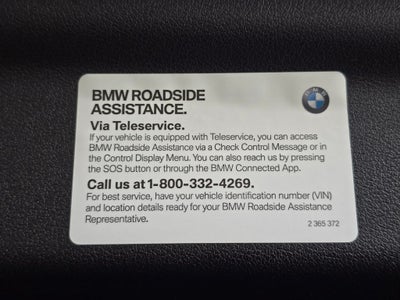 BMW ROADSIDE
ASSISTANCE.
Via Teleservice.
If your vehicle is equipped with Teleservice, you can access
BMW Roadside Assistance via a Check Control Message or in
the Control Display Menu. You can also reach us by pressing
the SOS button or through the BMW Connected App.
Call us at 1-800-332-4269.
For best service, have your vehicle identification number (VIN)
and location details ready for your BMW Roadside Assistance
Representative.
2 365 372